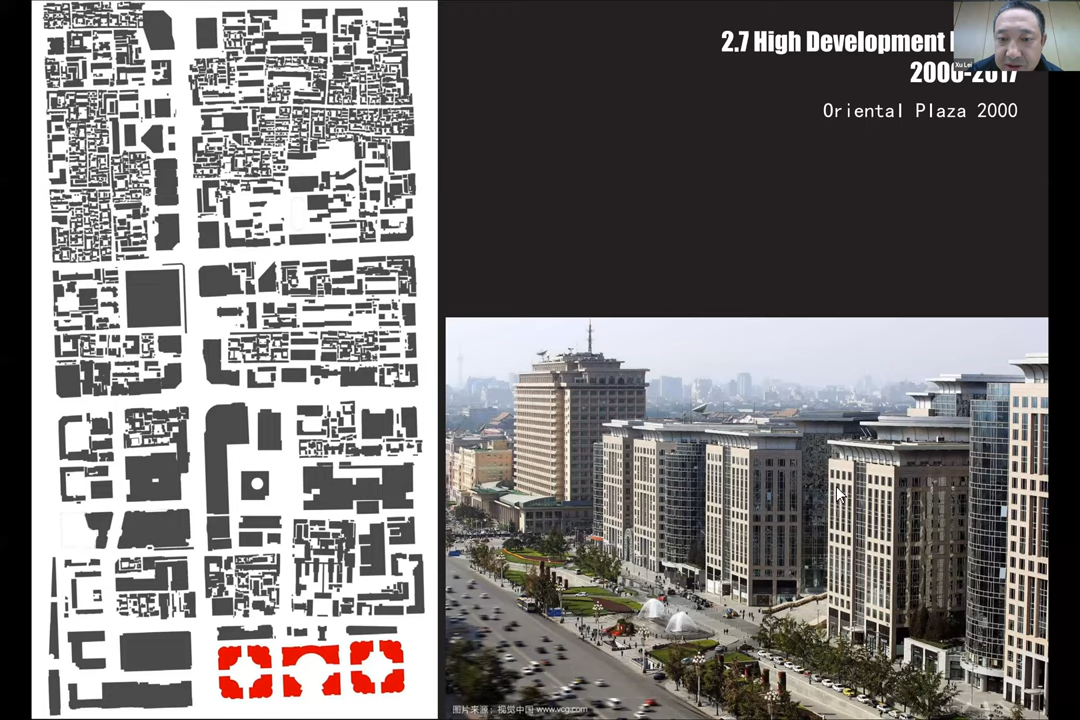 2.7 High Development
2000-2017
Oriental Plaza 2000
Xu Lei
图片来源：视觉中国 www.vcg.com